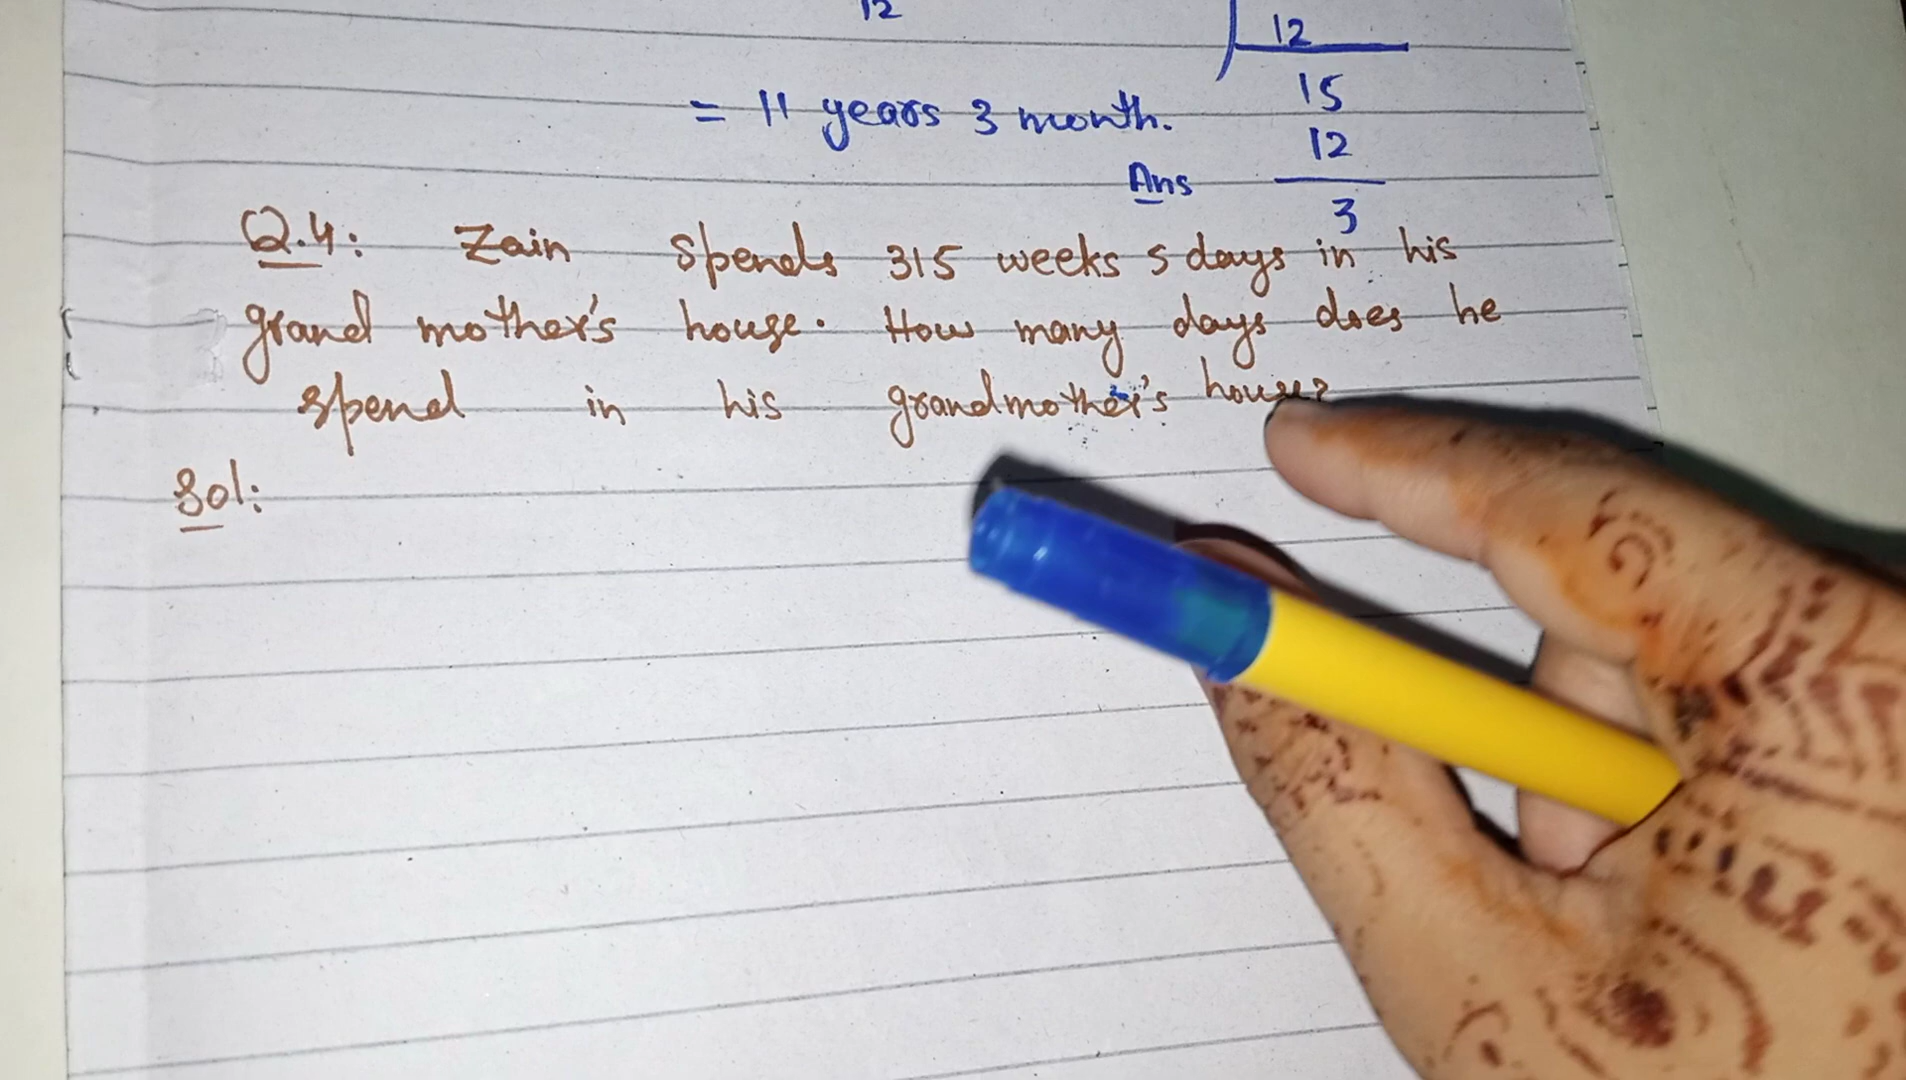 12
12
15
= 11 years 3 month.
12
Ans
3
Q.4: Zain spends 315 weeks 5 days in his
grand mother's house. How many days does he
spend in his grandmother's house?
Sol: